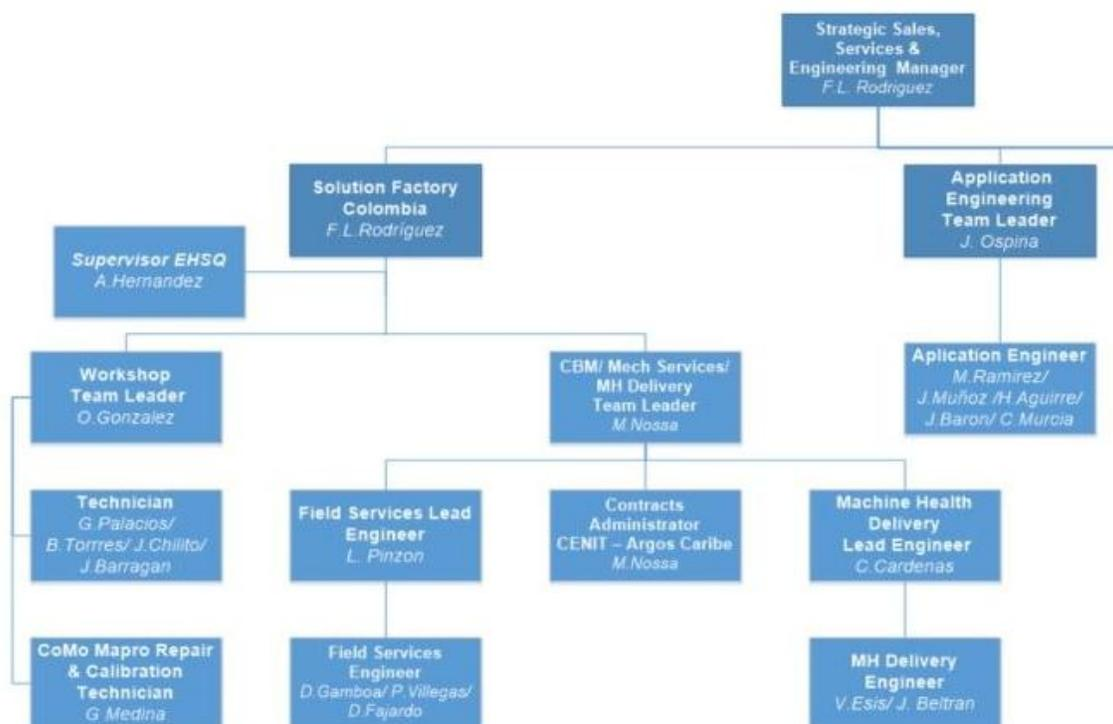 Strategic Sales,
Services &
Engineering Manager
F.L. Rodriguez
Solution Factory
Colombia
F.L.Rodríguez
Application
Engineering
Team Leader
J. Ospina
Supervisor EHSQ
A.Hernandez
Workshop
Team Leader
O.Gonzalez
CBM/ Mech Services/
MH Delivery
Team Leader
M.Nossa
Aplication Engineer
M.Ramirez/
J.Muñoz /H.Aguirre/
J.Baron/ C.Murcia
Technician
G.Palacios/
B.Torrres/ J.Chilito/
J.Barragan
Field Services Lead
Engineer
L. Pinzon
Contracts
Administrator
CENIT – Argos Caribe
M.Nossa
Machine Health
Delivery
Lead Engineer
C.Cardenas
CoMo Mapro Repair
& Calibration
Technician
G.Medina
Field Services
Engineer
D.Gamboa/ P.Villegas/
D.Fajardo
MH Delivery
Engineer
V.Esis/ J. Beltran